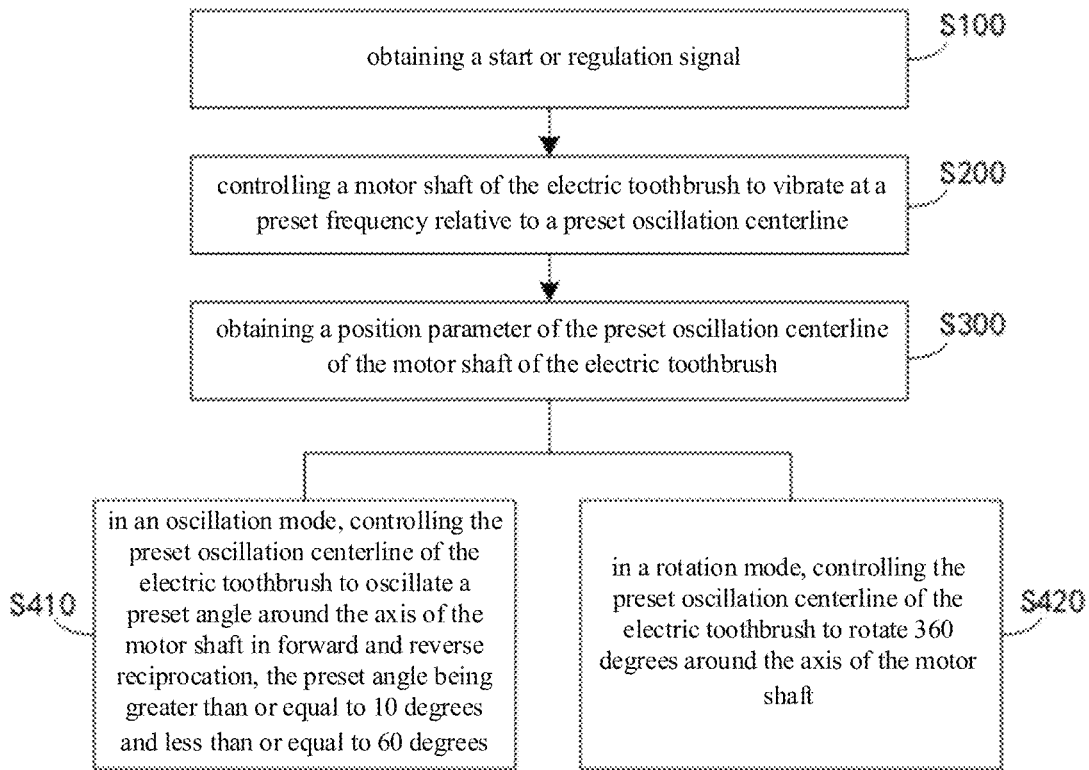 S100
obtaining a start or regulation signal
S200
controlling a motor shaft of the electric toothbrush to vibrate at a
preset frequency relative to a preset oscillation centerline
S300
obtaining a position parameter of the preset oscillation centerline
of the motor shaft of the electric toothbrush
S410
in an oscillation mode, controlling the
preset oscillation centerline of the
electric toothbrush to oscillate a
preset angle around the axis of the
motor shaft in forward and reverse
reciprocation, the preset angle being
greater than or equal to 10 degrees
and less than or equal to 60 degrees
S420
in a rotation mode, controlling the
preset oscillation centerline of the
electric toothbrush to rotate 360
degrees around the axis of the motor
shaft